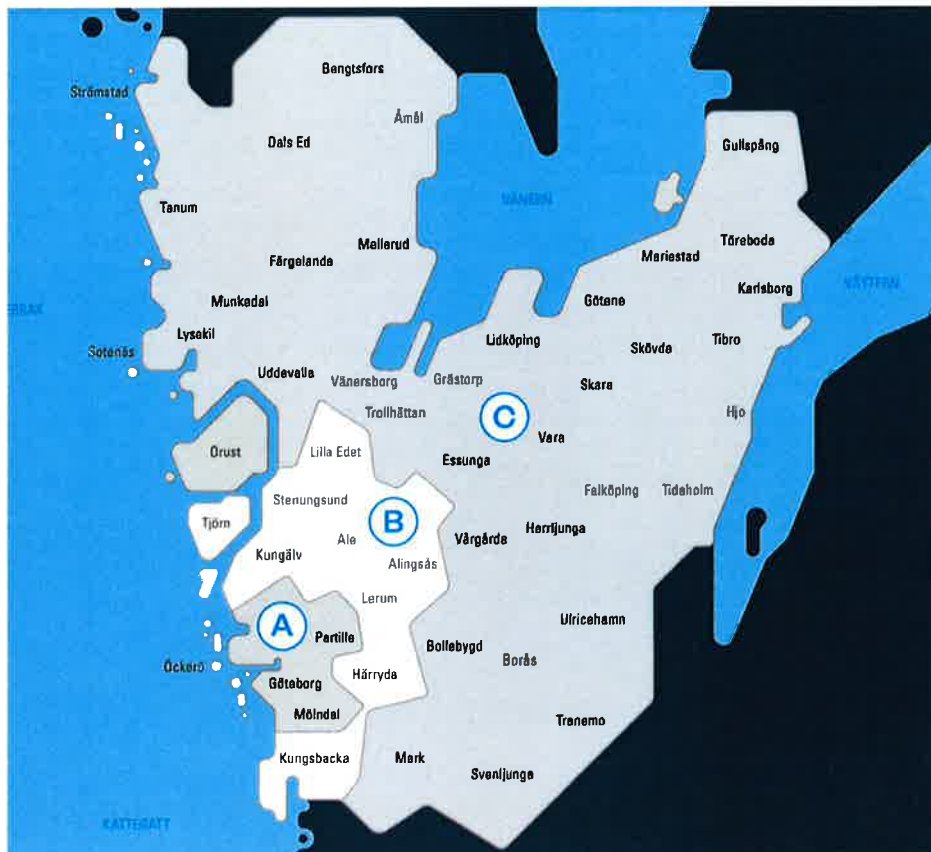 Bengtsfors
Strömstad
Åmål
Dals Ed
Gullspång
VÄNERN
Tanum
Mellerud
Töreboda
Mariestad
Färgelanda
VÄTTERN
Karlsborg
Munkedal
Götene
ERRAK
Lysekil
Lidköping
Tibro
Skövde
Sotenäs
Uddevalla
Vänersborg
Grästorp
Skara
Trollhättan
C
Hjo
Vara
Orust
Lilla Edet
Essunga
Falköping
Tidaholm
Stenungsund
Tjörn
B
Ale
Vårgårda
Herrljunga
Kungälv
Alingsås
Lerum
Ulricehamn
A
Partille
Bollebygd
Borås
Öckerö
Härryda
Göteborg
Mölndal
Tranemo
Kungsbacka
Mark
Svenljunga
KATTEGATT